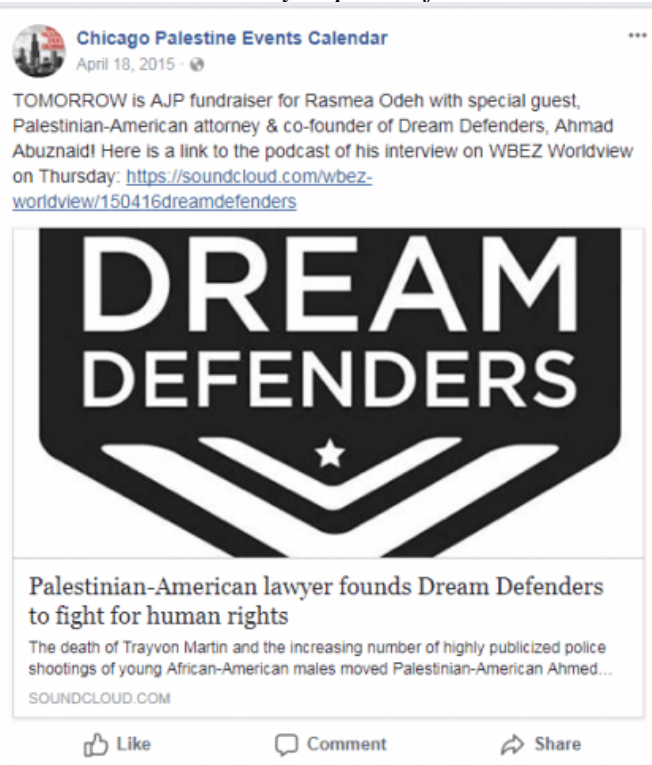 Chicago Palestine Events Calendar
April 18, 2015
TOMORROW is AJP fundraiser for Rasmea Odeh with special guest,
Palestinian-American attorney & co-founder of Dream Defenders, Ahmad
Abuznaid! Here is a link to the podcast of his interview on WBEZ Worldview
on Thursday: https://soundcloud.com/wbez-
worldview/150416dreamdefenders
DREAM
DEFENDERS
Palestinian-American lawyer founds Dream Defenders
to fight for human rights
The death of Trayvon Martin and the increasing number of highly publicized police
shootings of young African-American males moved Palestinian-American Ahmed...
SOUNDCLOUD.COM
Like Comment Share